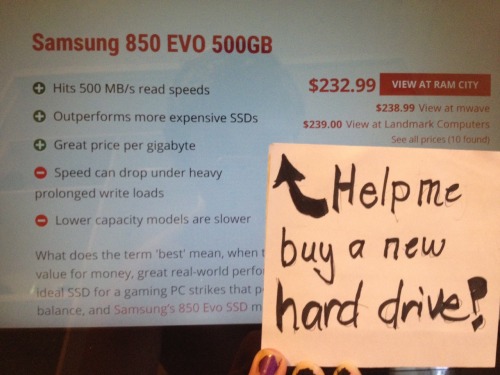 Samsung 850 EVO 500GB
Hits 500 MB/s read speeds
Outperforms more expensive SSDs
Great price per gigabyte
Speed can drop under heavy
prolonged write loads
Lower capacity models are slower
$232.99 VIEW AT RAM CITY
$238.99 View at mwave
$239.00 View at Landmark Computers
See all prices (10 found)
What does the term 'best' mean, when
value for money, great real-world
ideal SSD for a gaming PC strikes that
balance, and Samsung's 850 Evo SSD
Help me
buy a new
hard drive!